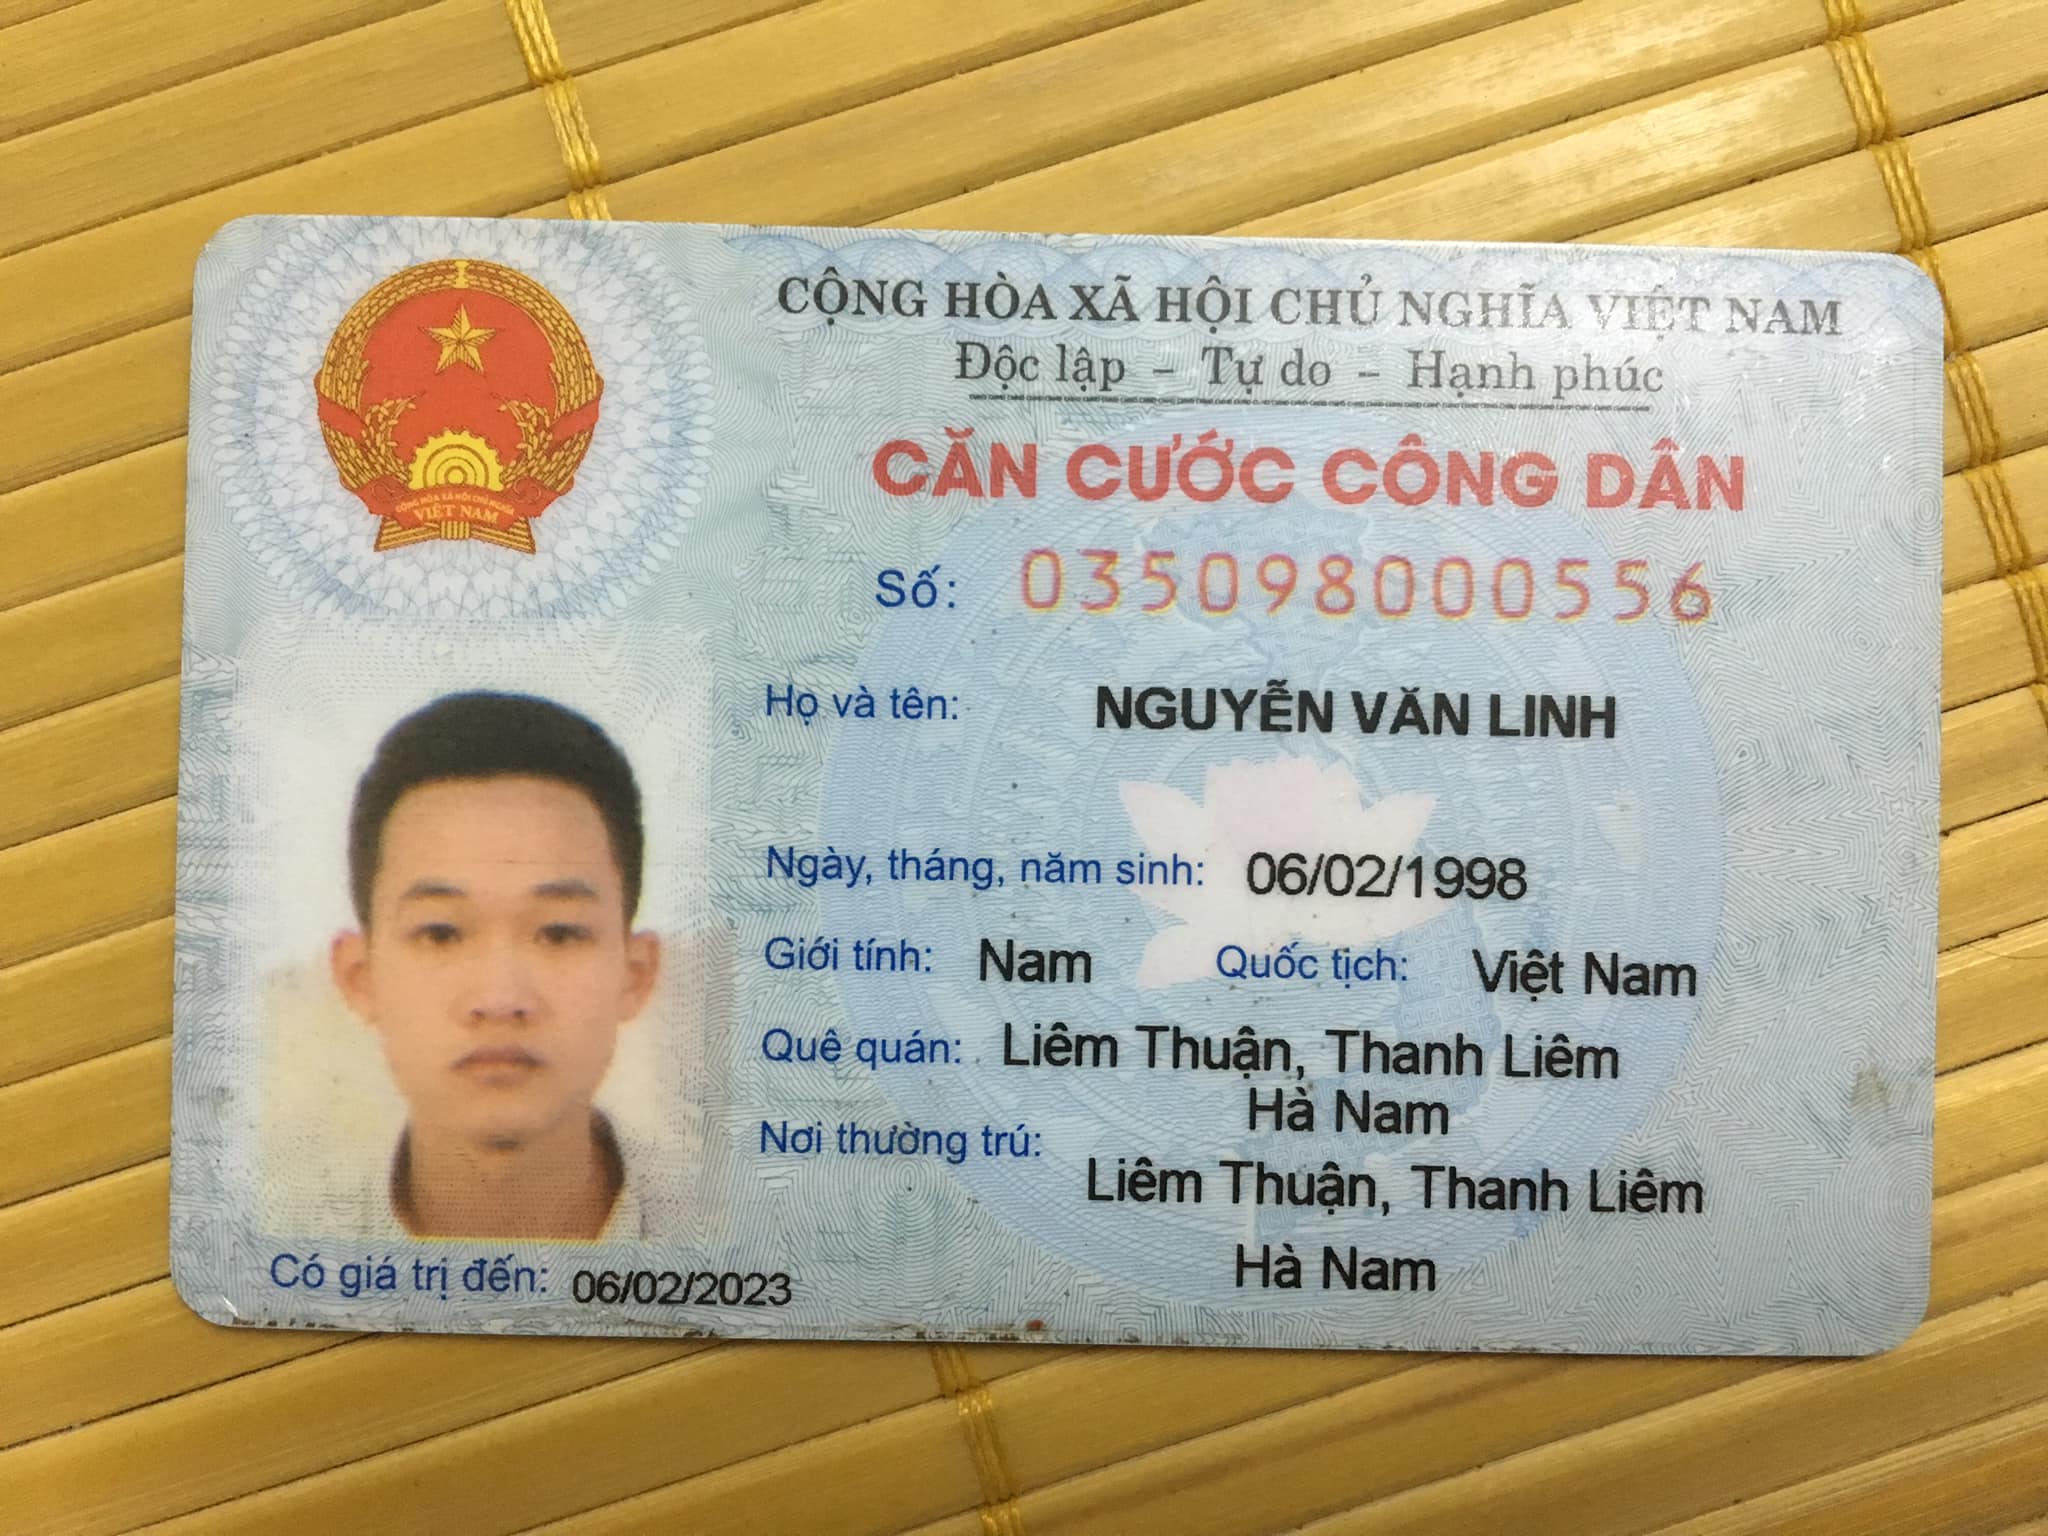 CỘNG HÒA XÃ HỘI CHỦ NGHĨA VIỆT NAM
Độc lập – Tự do – Hạnh phúc
CĂN CƯỚC CÔNG DÂN
Số: 035098000556
Họ và tên: NGUYỄN VĂN LINH
Ngày, tháng, năm sinh: 06/02/1998
Giới tính: Nam Quốc tịch: Việt Nam
Quê quán: Liêm Thuận, Thanh Liêm
Hà Nam
Nơi thường trú:
Liêm Thuận, Thanh Liêm
Hà Nam
Có giá trị đến: 06/02/2023
CỘNG HÒA XÃ HỘI CHỦ NGHĨA
VIỆT NAM